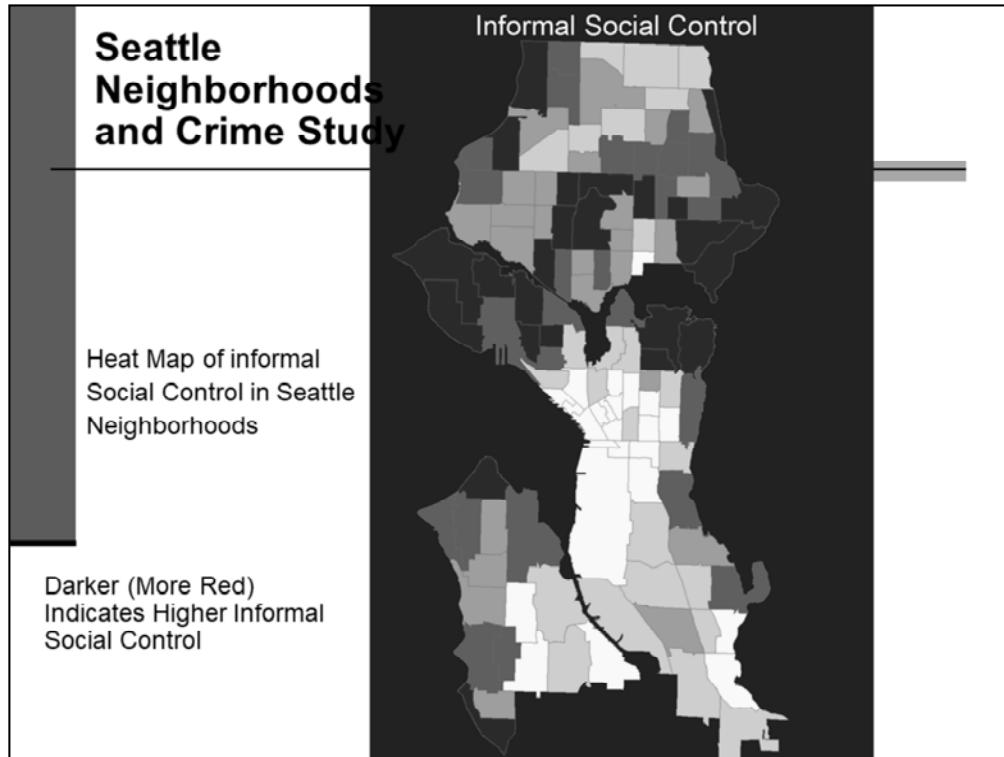 Seattle
Neighborhoods
and Crime Study
Informal Social Control
Heat Map of informal
Social Control in Seattle
Neighborhoods
Darker (More Red)
Indicates Higher Informal
Social Control